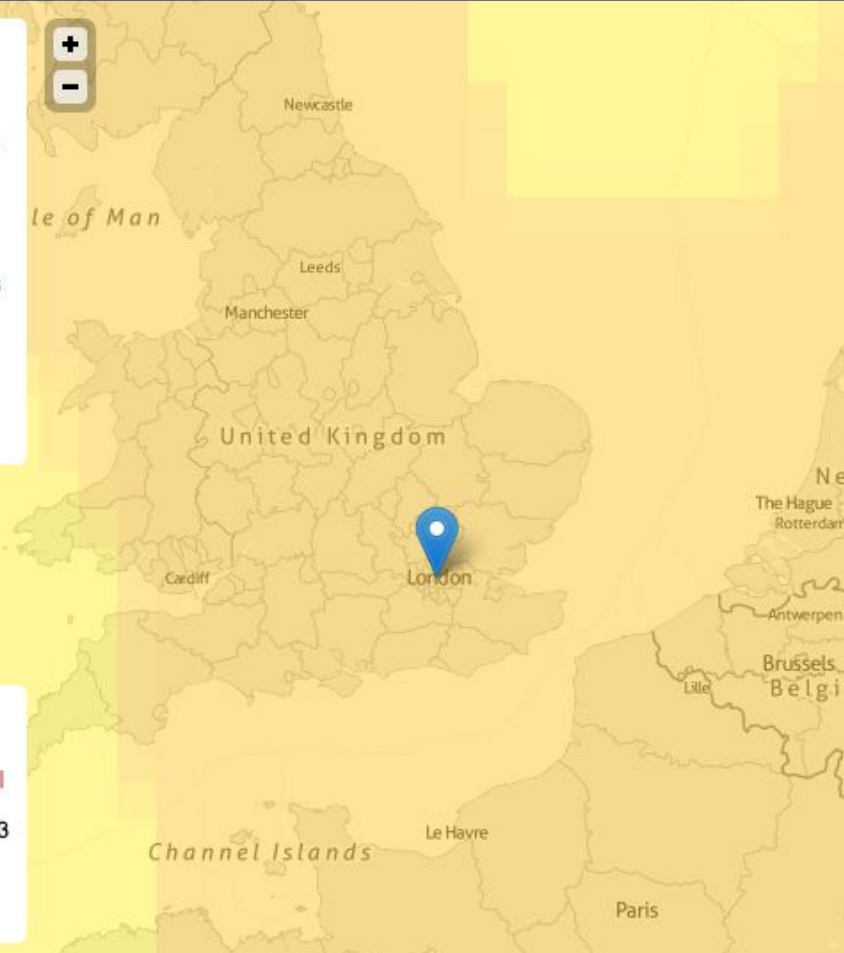 +
−
Newcastle
le of Man
Leeds
Manchester
United Kingdom
Ne
The Hague
Rotterdam
London
Cardiff
Antwerpen
Brussels
Lille
Belgi
3
Le Havre
Channel Islands
Paris